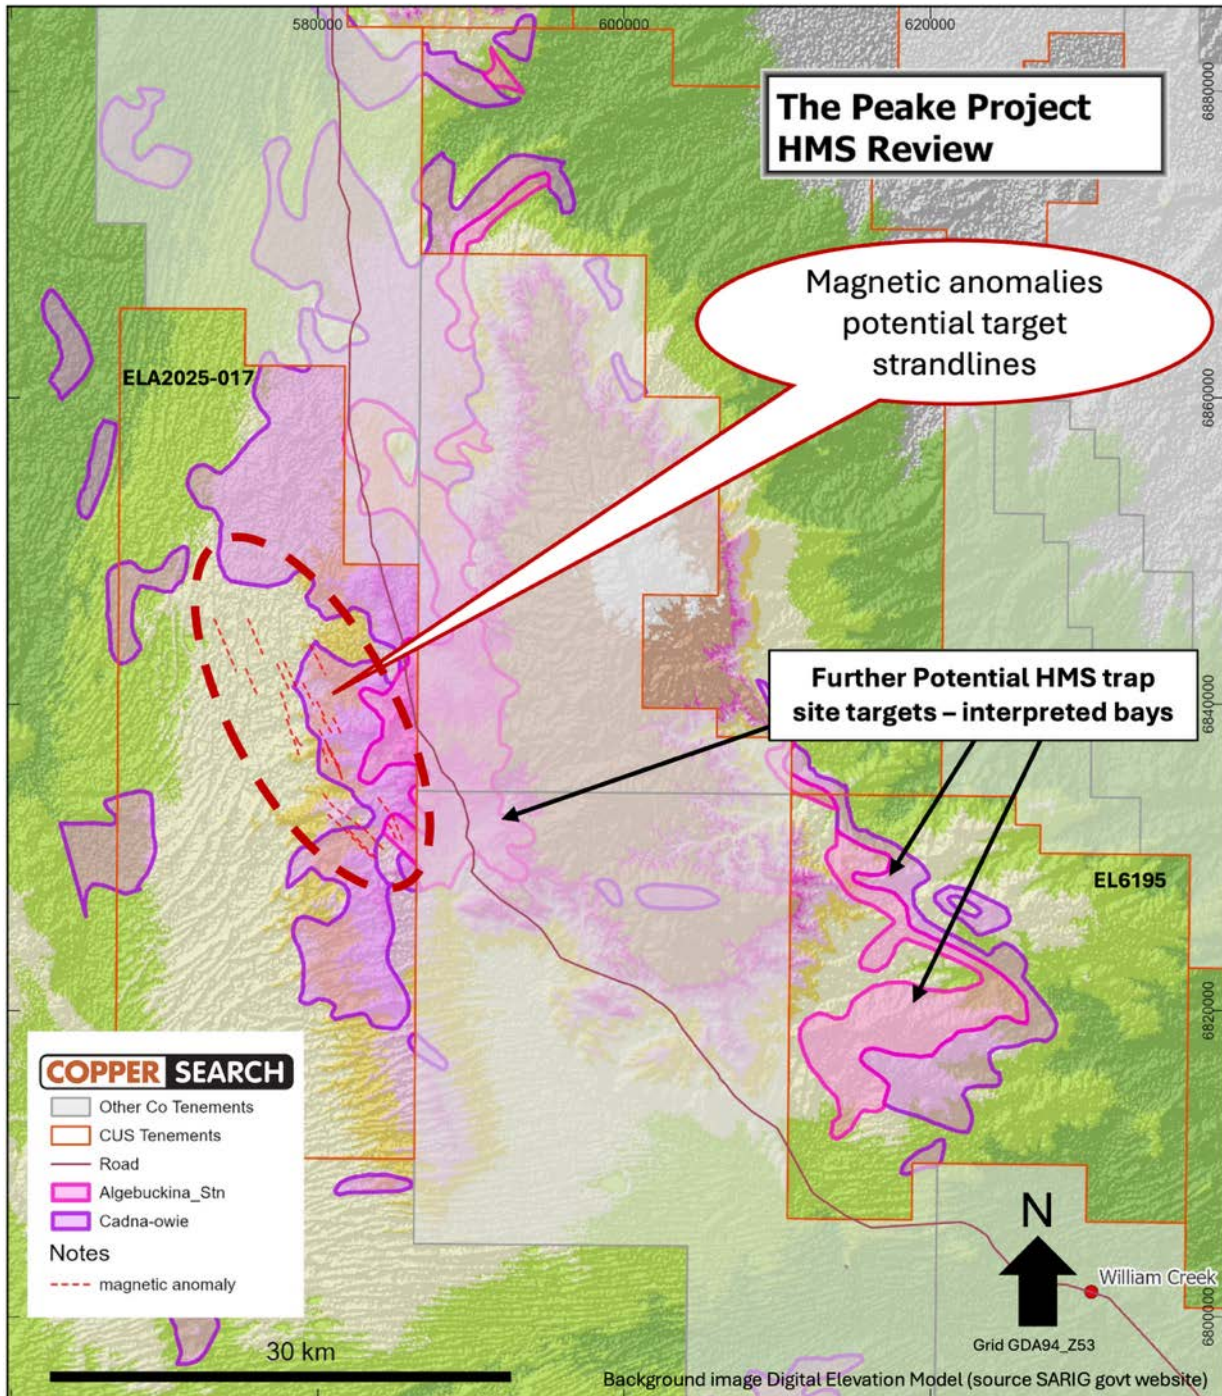 580000
600000
620000
The Peake Project
HMS Review
6880000
Magnetic anomalies
potential target
strandlines
ELA2025-017
6860000
Further Potential HMS trap
site targets – interpreted bays
6840000
EL6195
6820000
COPPER SEARCH
Other Co Tenements
CUS Tenements
Road
Algebuckina_Stn
Cadna-owie
Notes
magnetic anomaly
N
William Creek
6800000
Grid GDA94_Z53
30 km
Background image Digital Elevation Model (source SARIG govt website)